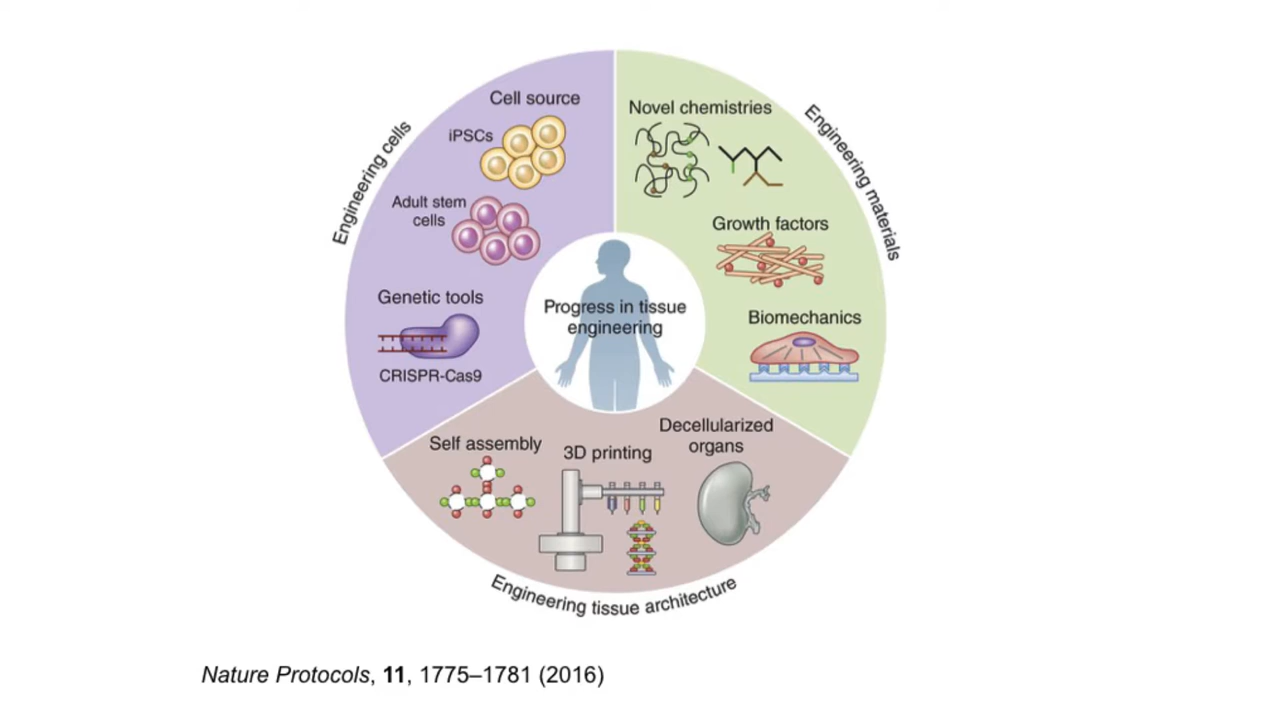 Engineering cells
Cell source
iPSCs
Adult stem
cells
Genetic tools
CRISPR-Cas9
Engineering materials
Novel chemistries
Growth factors
Biomechanics
Progress in tissue
engineering
Self assembly
3D printing
Decellularized
organs
Engineering tissue architecture
Nature Protocols, 11, 1775–1781 (2016)